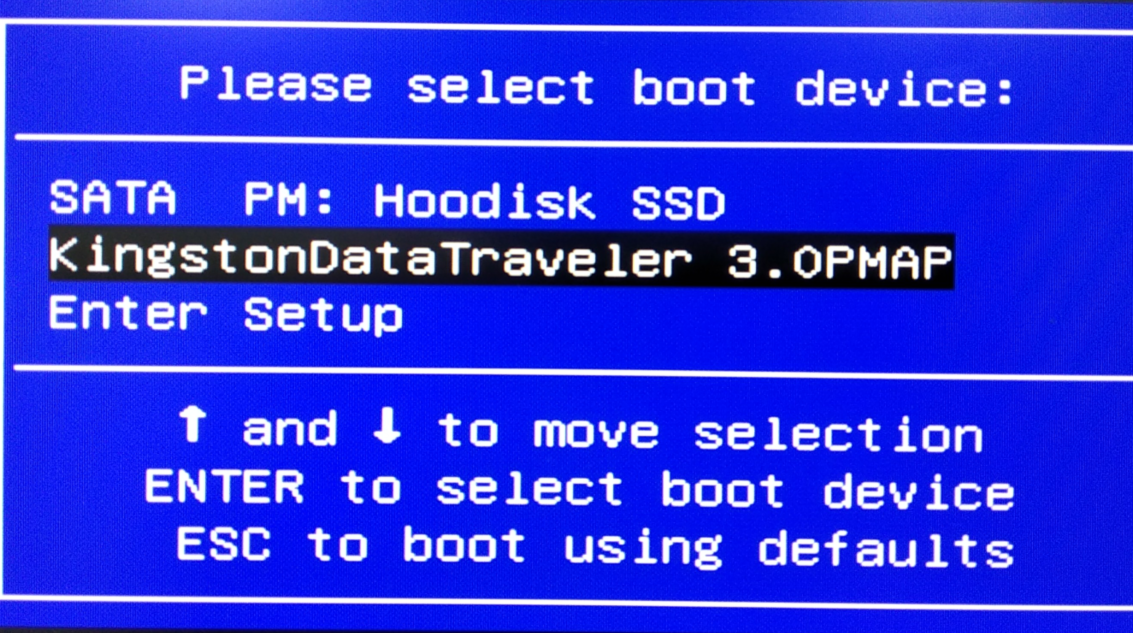 Please select boot device:
SATA  PM: Hoodisk SSD
KingstonDataTraveler 3.0PMAP
Enter Setup
↑ and ↓ to move selection
ENTER to select boot device
ESC to boot using defaults